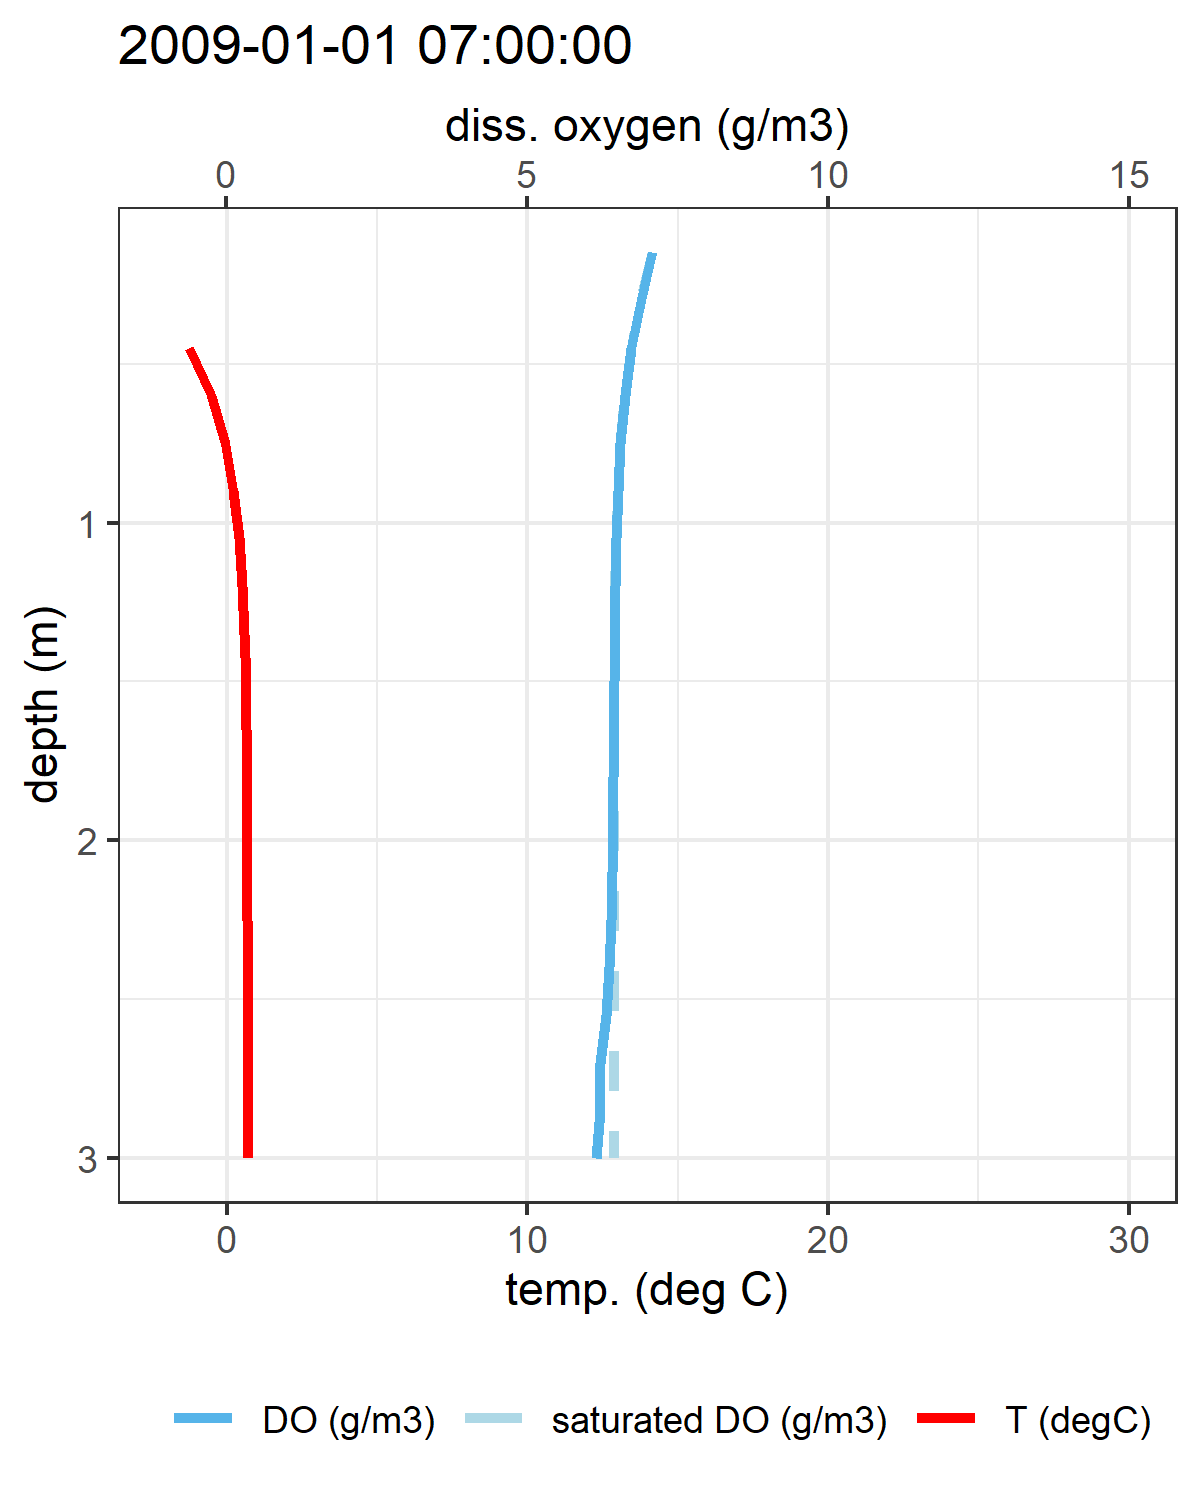 2009-01-01 07:00:00
diss. oxygen (g/m3)
0 5 10 15
depth (m)
1
2
3
0 10 20 30
temp. (deg C)
DO (g/m3) saturated DO (g/m3) T (degC)